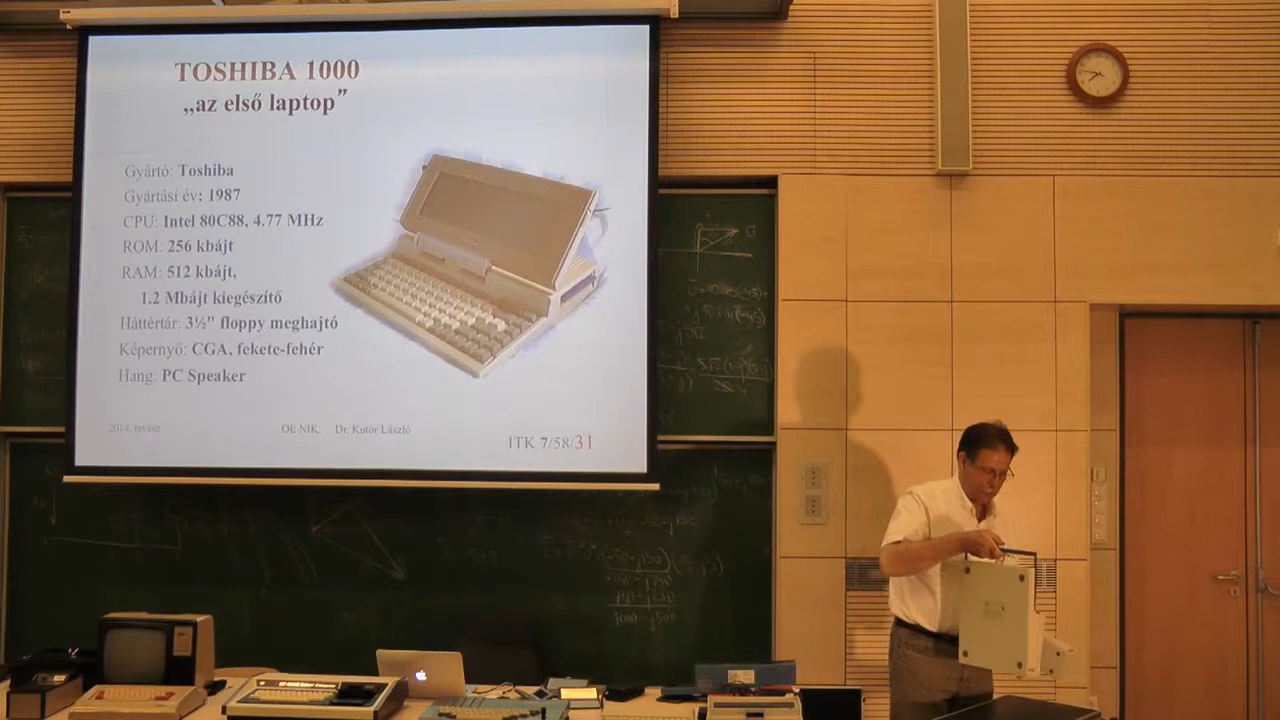 TOSHIBA 1000
„az első laptop”
Gyártó: Toshiba
Gyártási év: 1987
CPU: Intel 80C88, 4.77 MHz
ROM: 256 kbájt
RAM: 512 kbájt,
1.2 Mbájt kiegészítő
Háttértár: 3½" floppy meghajtó
Képernyő: CGA, fekete-fehér
Hang: PC Speaker
2014. tavasz
OE-NIK. Dr. Kutor László
ITK 7/58/31